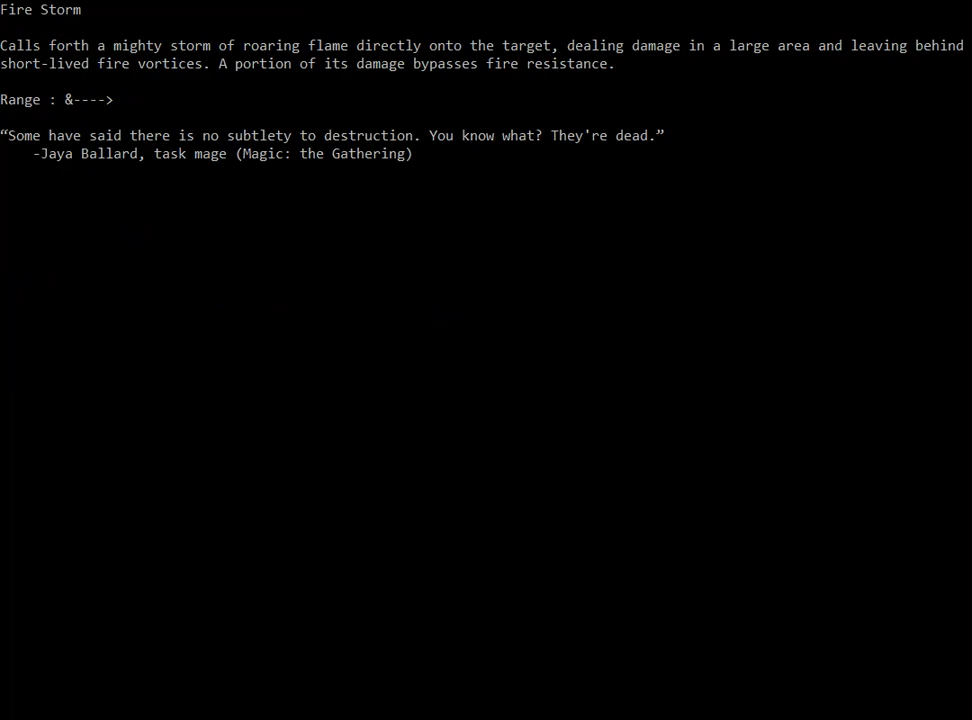 Fire Storm
Calls forth a mighty storm of roaring flame directly onto the target, dealing damage in a large area and leaving behind
short-lived fire vortices. A portion of its damage bypasses fire resistance.
Range : &---->
“Some have said there is no subtlety to destruction. You know what? They're dead.”
-Jaya Ballard, task mage (Magic: the Gathering)